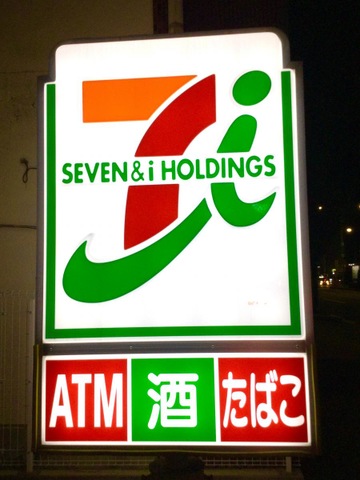 SEVEN & i HOLDINGS
ATM 酒 たばこ